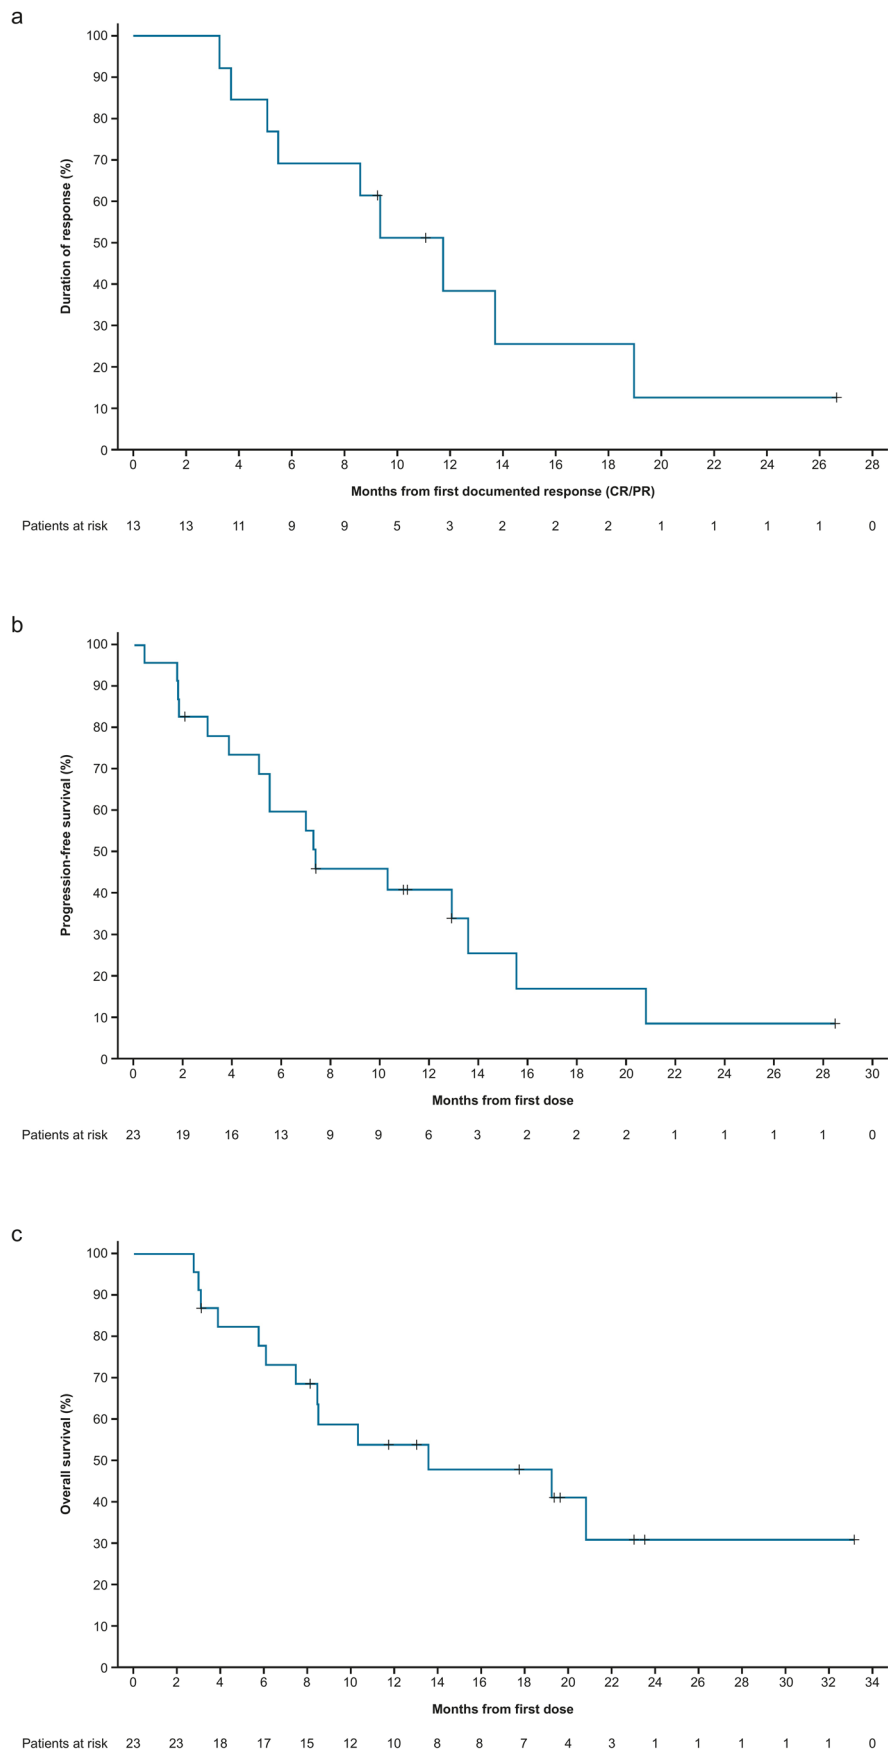 a
100
90
80
70
60
50
40
30
20
10
0
Duration of response (%)
0 2 4 6 8 10 12 14 16 18 20 22 24 26 28
Months from first documented response (CR/PR)
Patients at risk 13 13 11 9 9 5 3 2 2 2 1 1 1 1 0
b
100
90
80
70
60
50
40
30
20
10
0
Progression-free survival (%)
0 2 4 6 8 10 12 14 16 18 20 22 24 26 28 30
Months from first dose
Patients at risk 23 19 16 13 9 9 6 3 2 2 2 1 1 1 1 0
c
100
90
80
70
60
50
40
30
20
10
0
Overall survival (%)
0 2 4 6 8 10 12 14 16 18 20 22 24 26 28 30 32 34
Months from first dose
Patients at risk 23 23 18 17 15 12 10 8 8 7 4 3 1 1 1 1 1 0